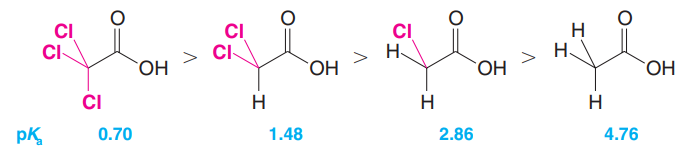 Cl O Cl O Cl O H O
Cl OH > Cl OH > H OH > H OH
Cl H H H
pKa 0.70 1.48 2.86 4.76